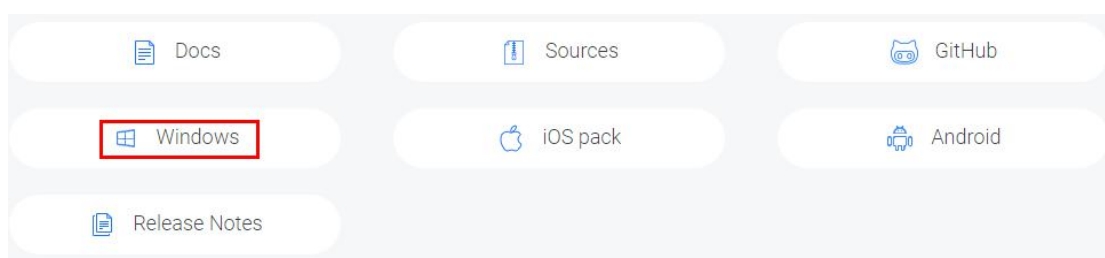 Docs
Sources
GitHub
Windows
iOS pack
Android
Release Notes